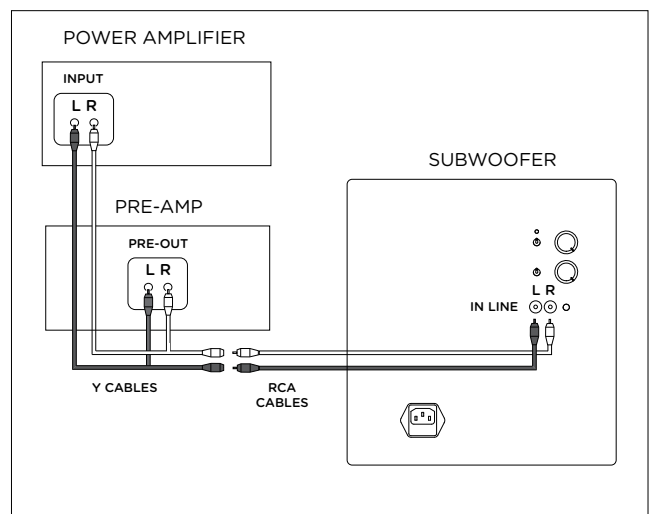 POWER AMPLIFIER
INPUT
L R
SUBWOOFER
PRE-AMP
PRE-OUT
L R
L R
IN LINE
Y CABLES
RCA
CABLES